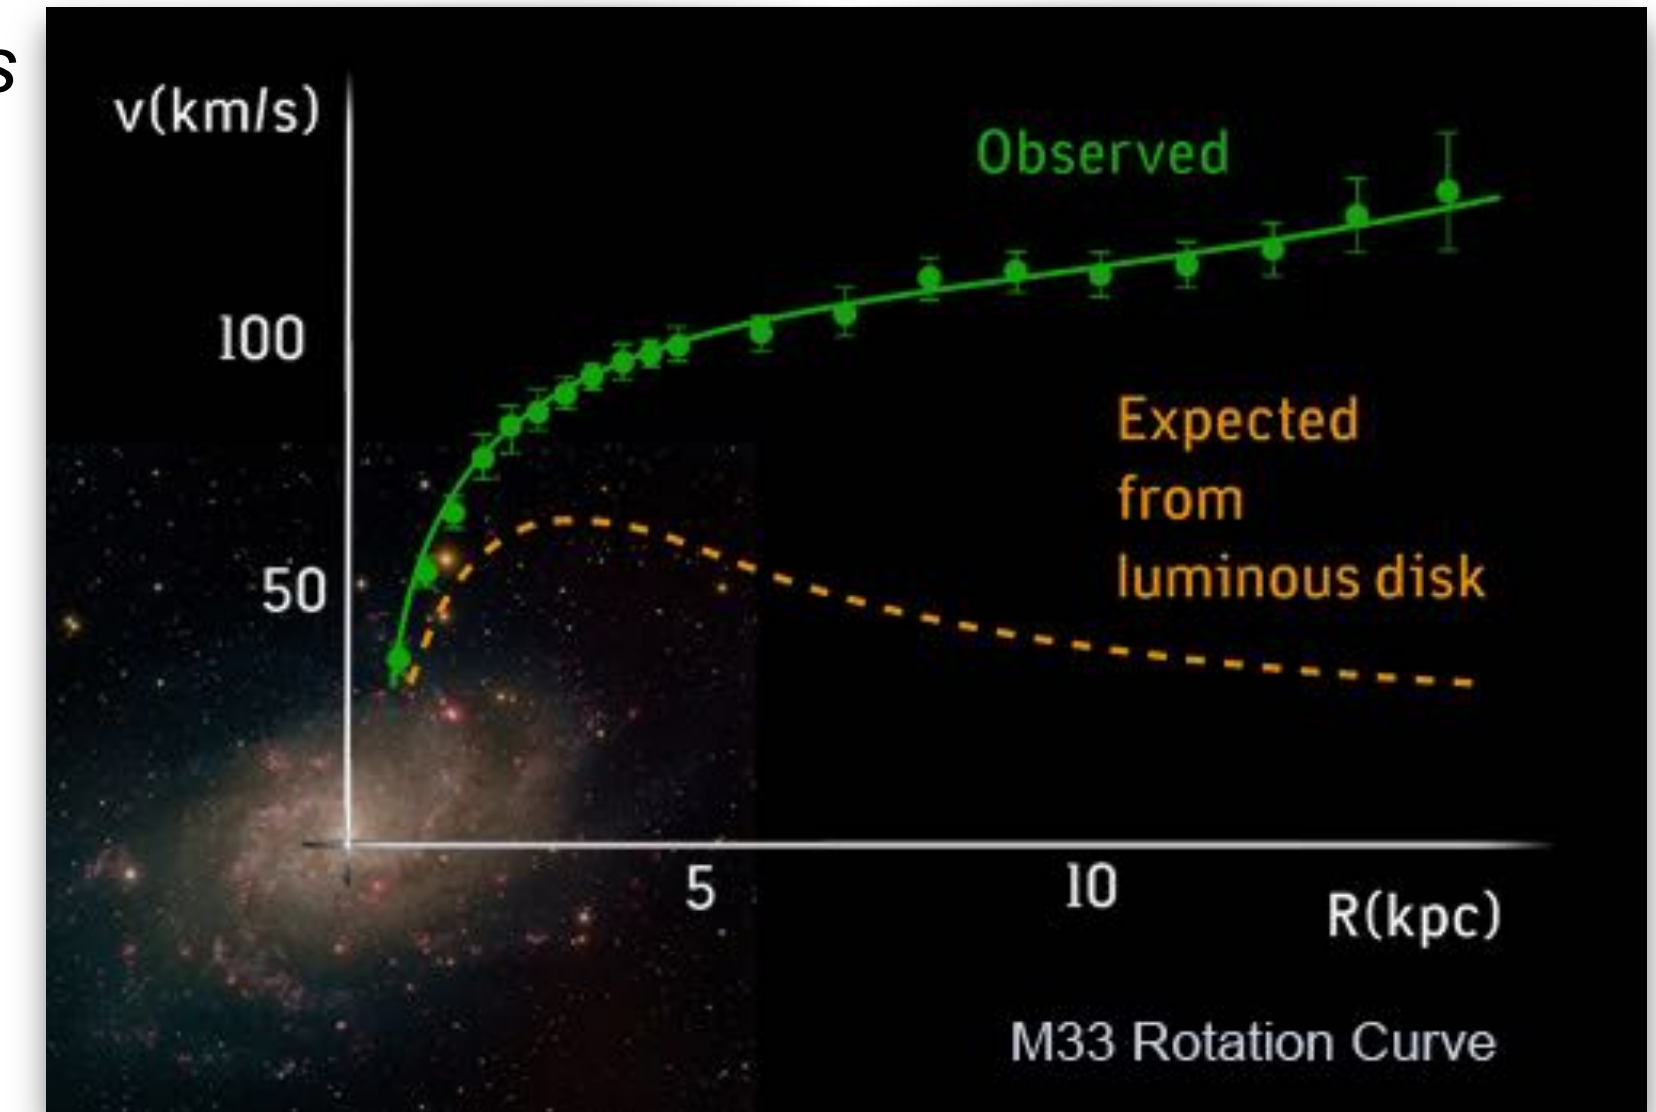 s
v(km/s)
Observed
100
Expected
from
luminous disk
50
5
10
R(kpc)
M33 Rotation Curve